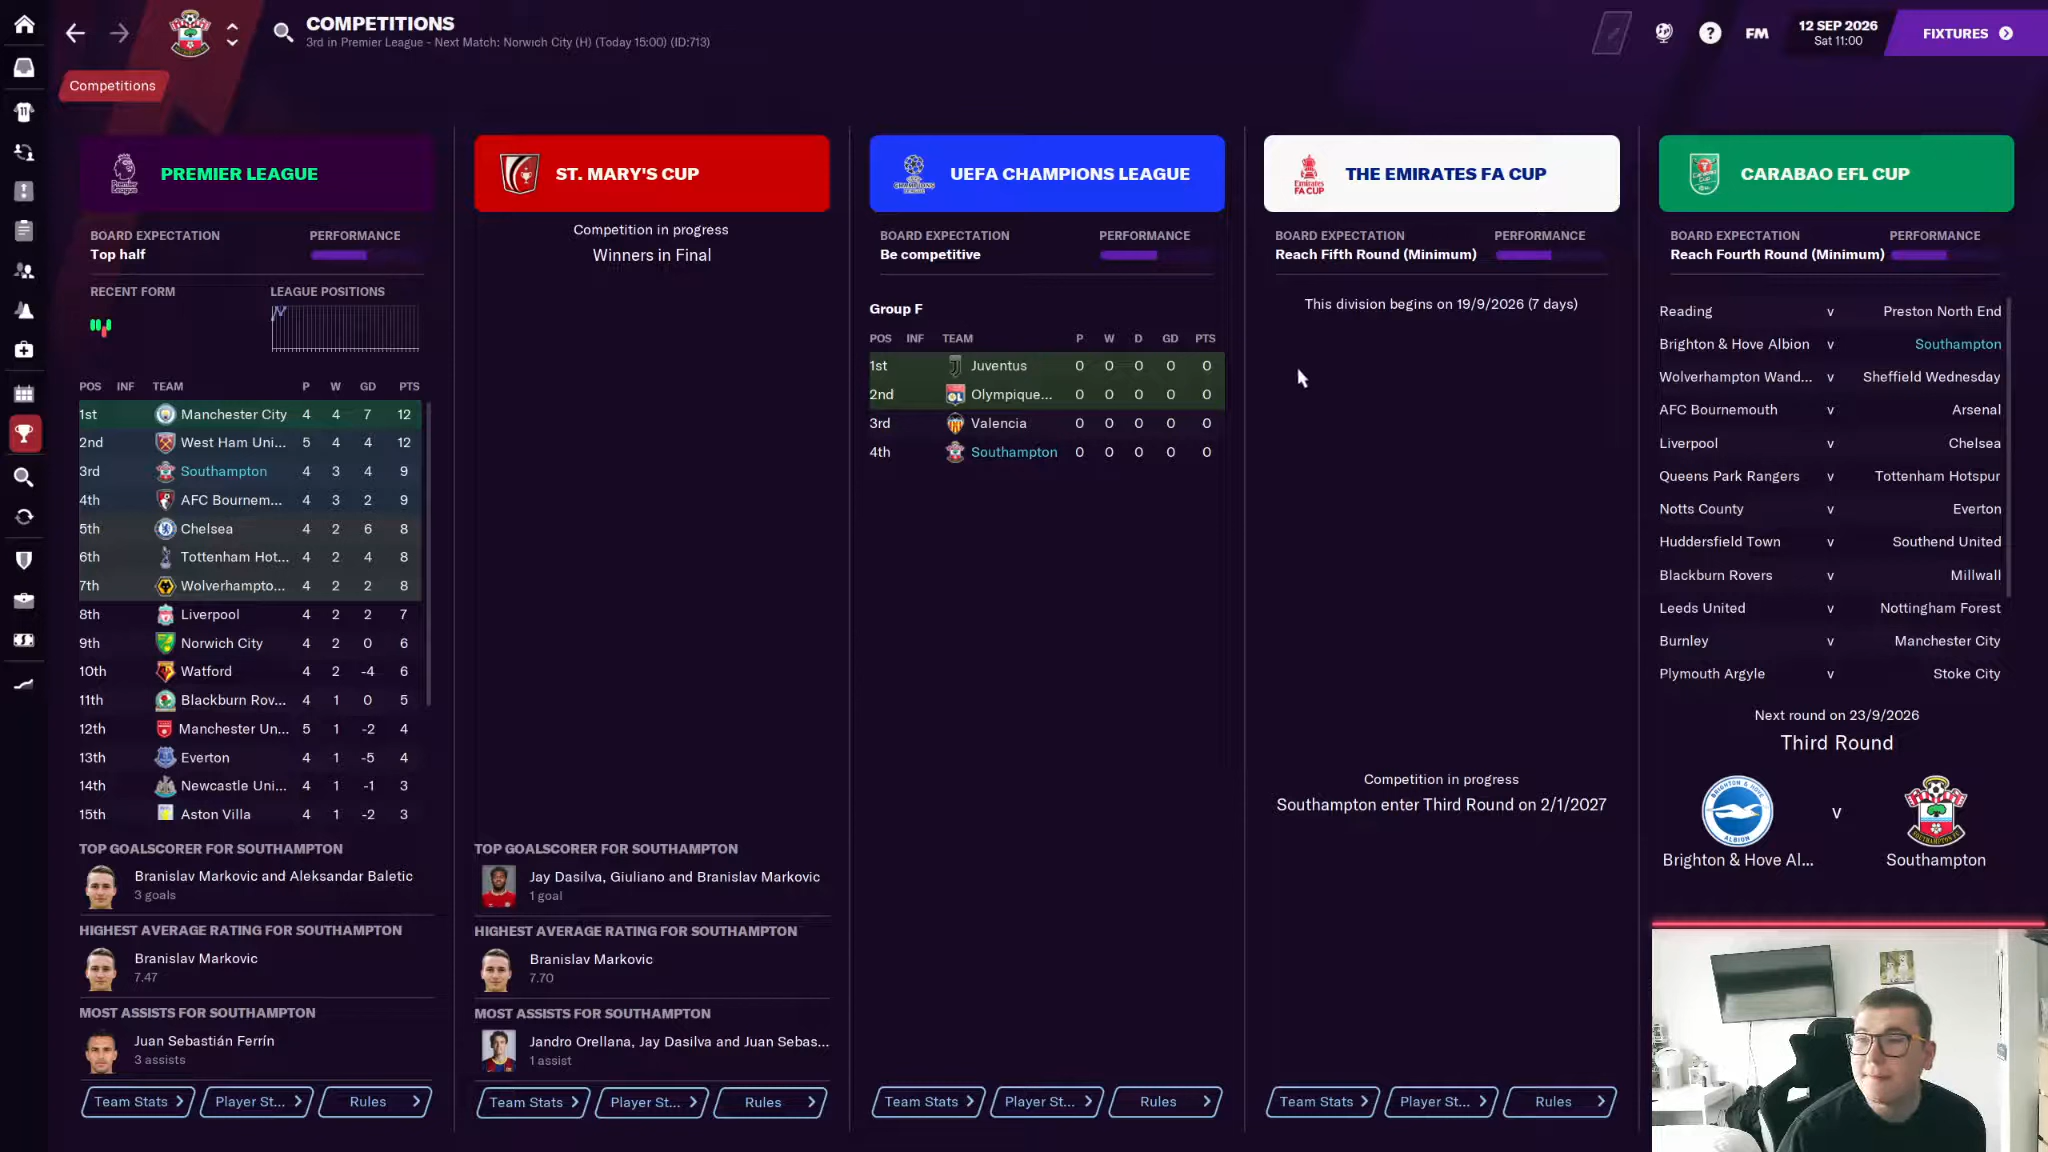 COMPETITIONS
3rd in Premier League - Next Match: Norwich City (H) (Today 15:00) (ID:713)
FM
12 SEP 2026
Sat 11:00
FIXTURES
Competitions
PREMIER LEAGUE
BOARD EXPECTATION PERFORMANCE
Top half
RECENT FORM LEAGUE POSITIONS
POS INF TEAM P W GD PTS
1st Manchester City 4 4 7 12
2nd West Ham Uni... 5 4 4 12
3rd Southampton 4 3 4 9
4th AFC Bournem... 4 3 2 9
5th Chelsea 4 2 6 8
6th Tottenham Hot... 4 2 4 8
7th Wolverhampto... 4 2 2 8
8th Liverpool 4 2 2 7
9th Norwich City 4 2 0 6
10th Watford 4 2 -4 6
11th Blackburn Rov... 4 1 0 5
12th Manchester Un... 5 1 -2 4
13th Everton 4 1 -5 4
14th Newcastle Uni... 4 1 -1 3
15th Aston Villa 4 1 -2 3
TOP GOALSCORER FOR SOUTHAMPTON
Branislav Markovic and Aleksandar Baletic
3 goals
HIGHEST AVERAGE RATING FOR SOUTHAMPTON
Branislav Markovic
7.47
MOST ASSISTS FOR SOUTHAMPTON
Juan Sebastián Ferrín
3 assists
Team Stats Player St... Rules
ST. MARY'S CUP
Competition in progress
Winners in Final
TOP GOALSCORER FOR SOUTHAMPTON
Jay Dasilva, Giuliano and Branislav Markovic
1 goal
HIGHEST AVERAGE RATING FOR SOUTHAMPTON
Branislav Markovic
7.70
MOST ASSISTS FOR SOUTHAMPTON
Jandro Orellana, Jay Dasilva and Juan Sebas...
1 assist
Team Stats Player St... Rules
UEFA CHAMPIONS LEAGUE
BOARD EXPECTATION PERFORMANCE
Be competitive
Group F
POS INF TEAM P W D GD PTS
1st Juventus 0 0 0 0 0
2nd Olympique... 0 0 0 0 0
3rd Valencia 0 0 0 0 0
4th Southampton 0 0 0 0 0
Team Stats Player St... Rules
Emirates
FA CUP
THE EMIRATES FA CUP
BOARD EXPECTATION PERFORMANCE
Reach Fifth Round (Minimum)
This division begins on 19/9/2026 (7 days)
Competition in progress
Southampton enter Third Round on 2/1/2027
Team Stats Player St... Rules
CARABAO EFL CUP
BOARD EXPECTATION PERFORMANCE
Reach Fourth Round (Minimum)
Reading v Preston North End
Brighton & Hove Albion v Southampton
Wolverhampton Wand... v Sheffield Wednesday
AFC Bournemouth v Arsenal
Liverpool v Chelsea
Queens Park Rangers v Tottenham Hotspur
Notts County v Everton
Huddersfield Town v Southend United
Blackburn Rovers v Millwall
Leeds United v Nottingham Forest
Burnley v Manchester City
Plymouth Argyle v Stoke City
Next round on 23/9/2026
Third Round
v
Brighton & Hove Al... Southampton